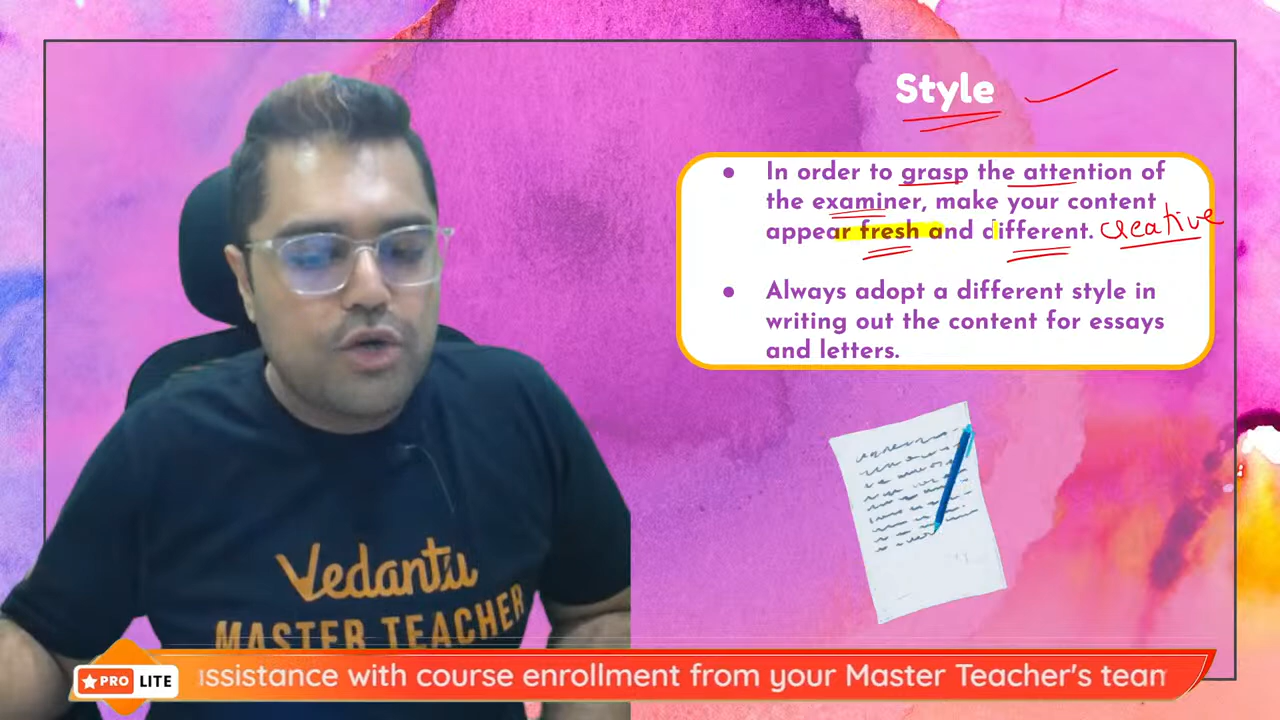 Style
● In order to grasp the attention of
the examiner, make your content
appear fresh and different. creative
● Always adopt a different style in
writing out the content for essays
and letters.
Vedantu
MASTER TEACHER
PRO LITE assistance with course enrollment from your Master Teacher's team